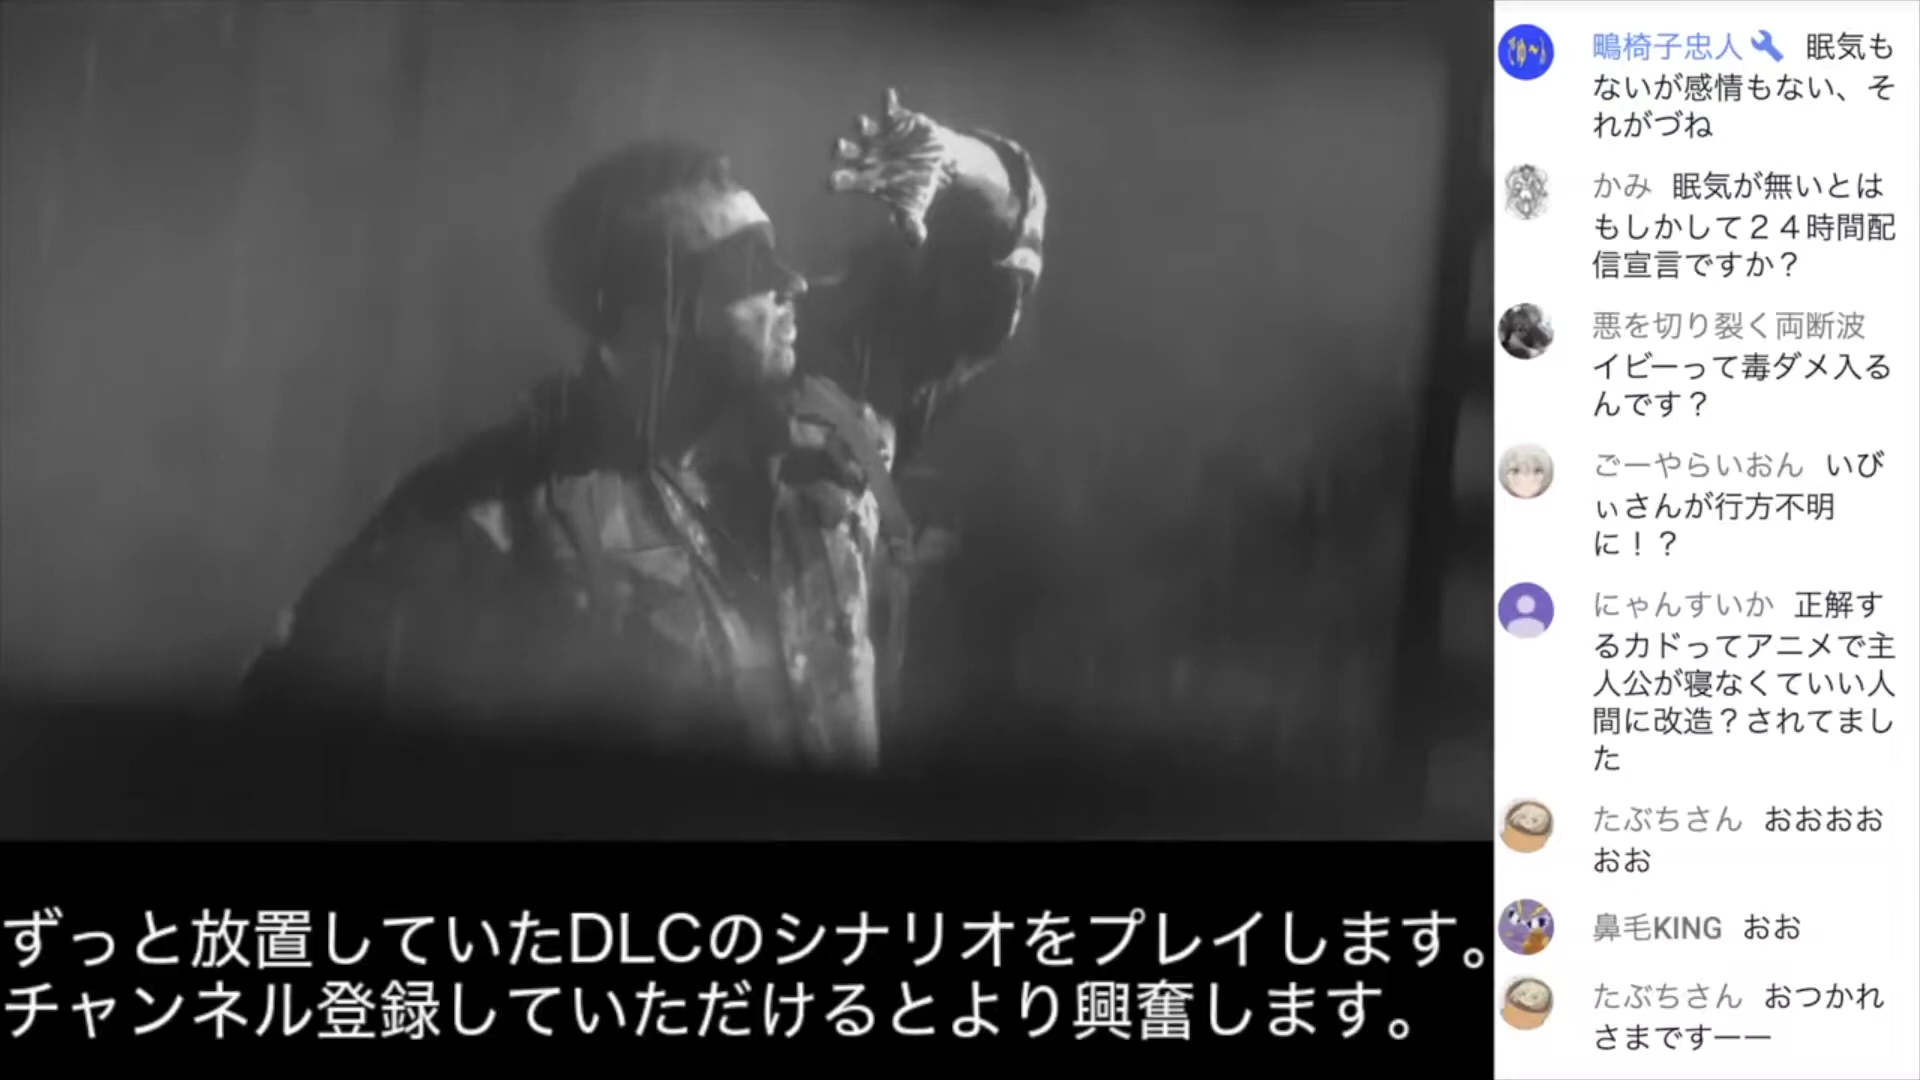 ずっと放置していたDLCのシナリオをプレイします。
チャンネル登録していただけるとより興奮します。
鴫椅子忠人 眠気も
ないが感情もない、そ
れがづね
かみ 眠気が無いとは
もしかして２４時間配
信宣言ですか？
悪を切り裂く両断波
イビーって毒ダメ入る
んです？
ごーやらいおん いび
ぃさんが行方不明
に！？
にゃんすいか 正解す
るカドってアニメで主
人公が寝なくていい人
間に改造？されてまし
た
たぶちさん おおおお
おお
鼻毛KING おお
たぶちさん おつかれ
さまですーー